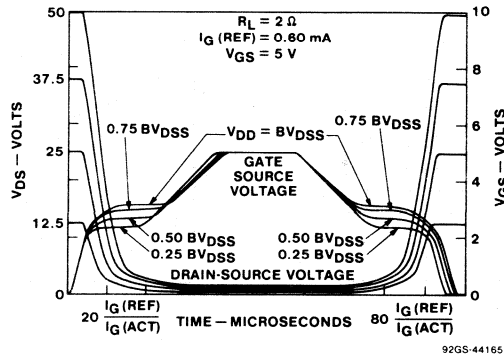 R_L = 2 Ω
I_G (REF) = 0.60 mA
V_GS = 5 V
50
37.5
25
12.5
0
V_DS – VOLTS
10
8
6
4
2
0
V_GS – VOLTS
0.75 BV_DSS
V_DD = BV_DSS
0.75 BV_DSS
GATE
SOURCE
VOLTAGE
0.50 BV_DSS
0.25 BV_DSS
0.50 BV_DSS
0.25 BV_DSS
DRAIN-SOURCE VOLTAGE
20 I_G (REF) / I_G (ACT)
TIME – MICROSECONDS
80 I_G (REF) / I_G (ACT)
92GS-44165